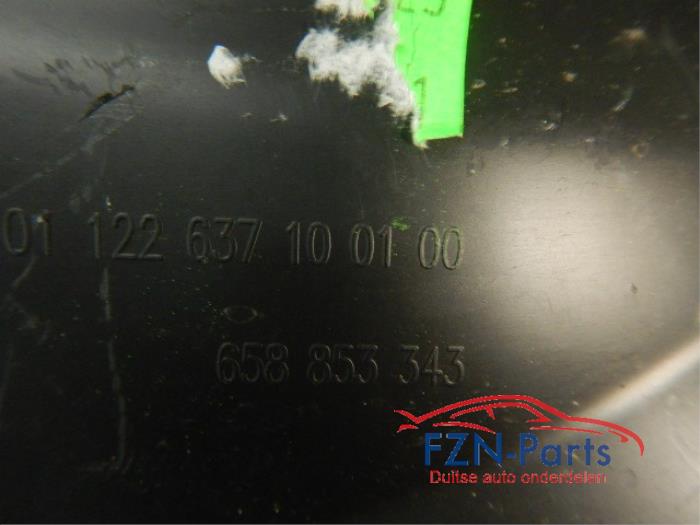 01 122 637 10 01 00
658 853 343
FZN-Parts
Duitse auto onderdelen